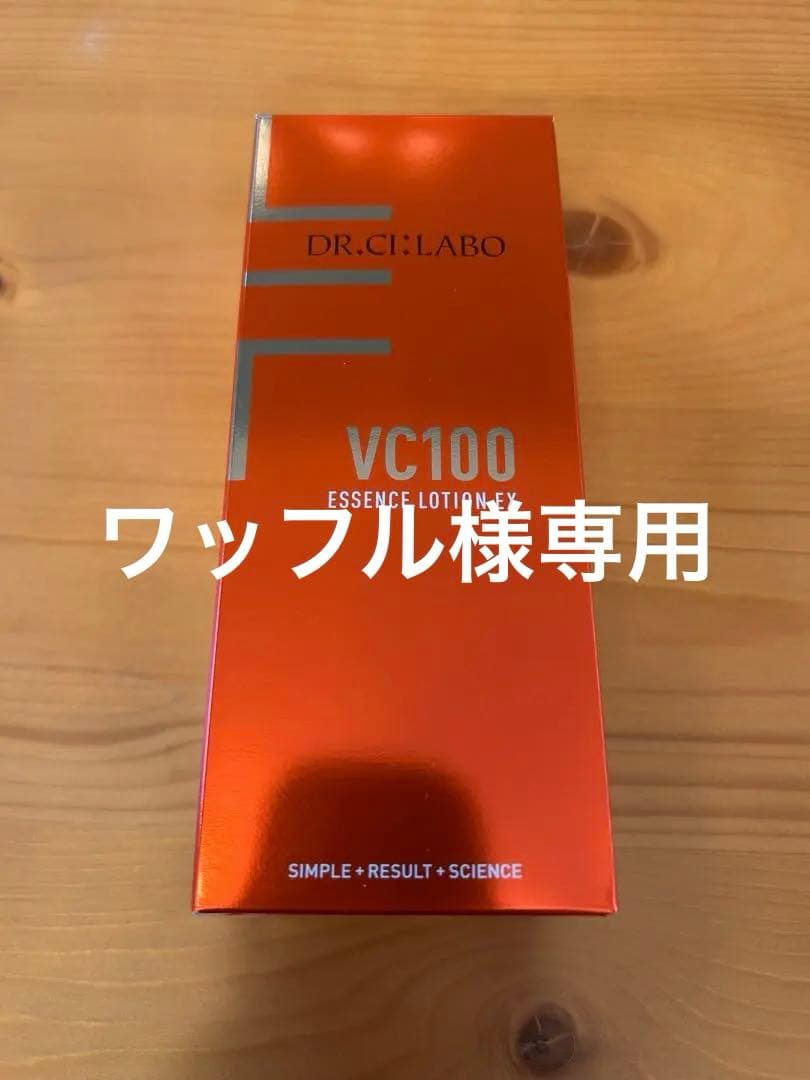 DR.CI:LABO
VC100
ESSENCE LOTION EX
ワッフル様専用
SIMPLE+RESULT+SCIENCE